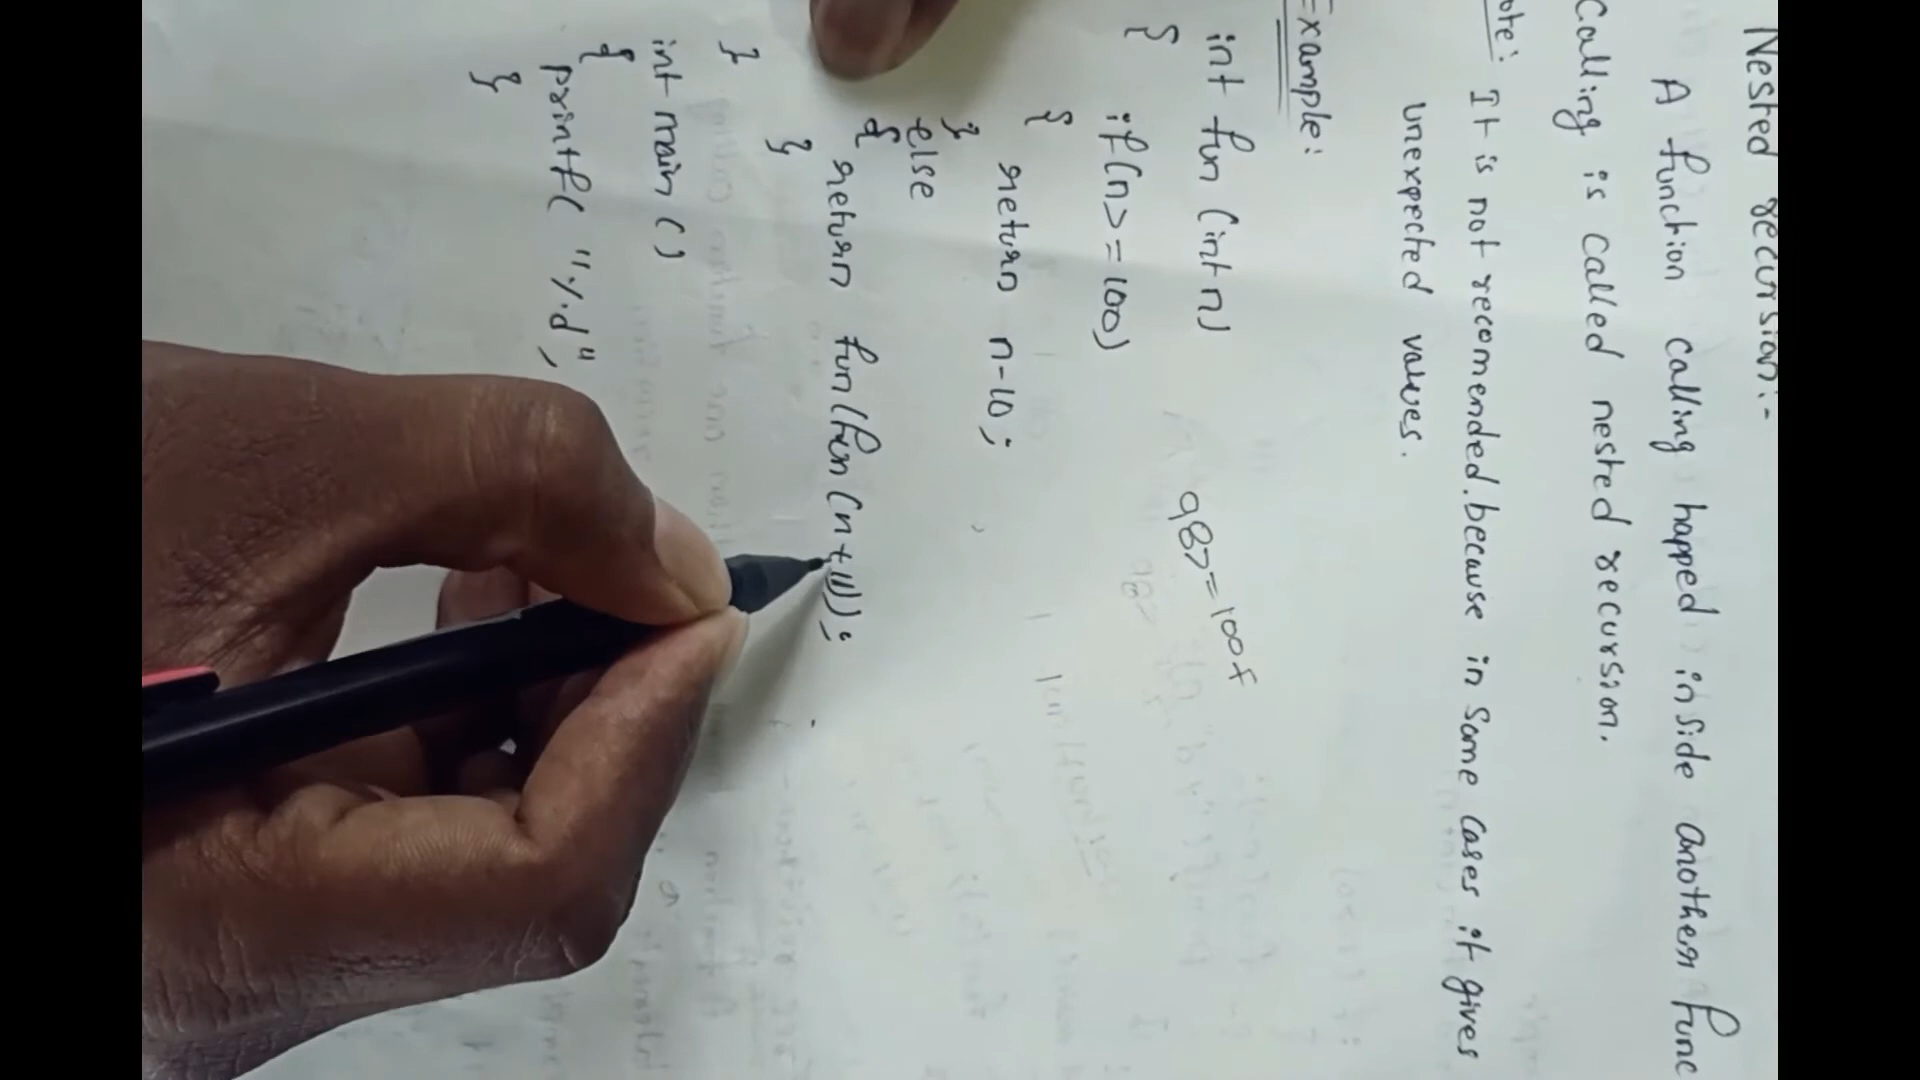 Nested recursion:-
A function calling happed inside another func
calling is called nested recursion.
ote: It is not recomended.because in some cases it gives
unexpected values.
Example:
int fun (int n)
{
if(n>=100)
{
return n-10;
}
else
{
return fun(fun(n+11));
}
}
int main ()
{
printf( "%d",
}
98>=100F